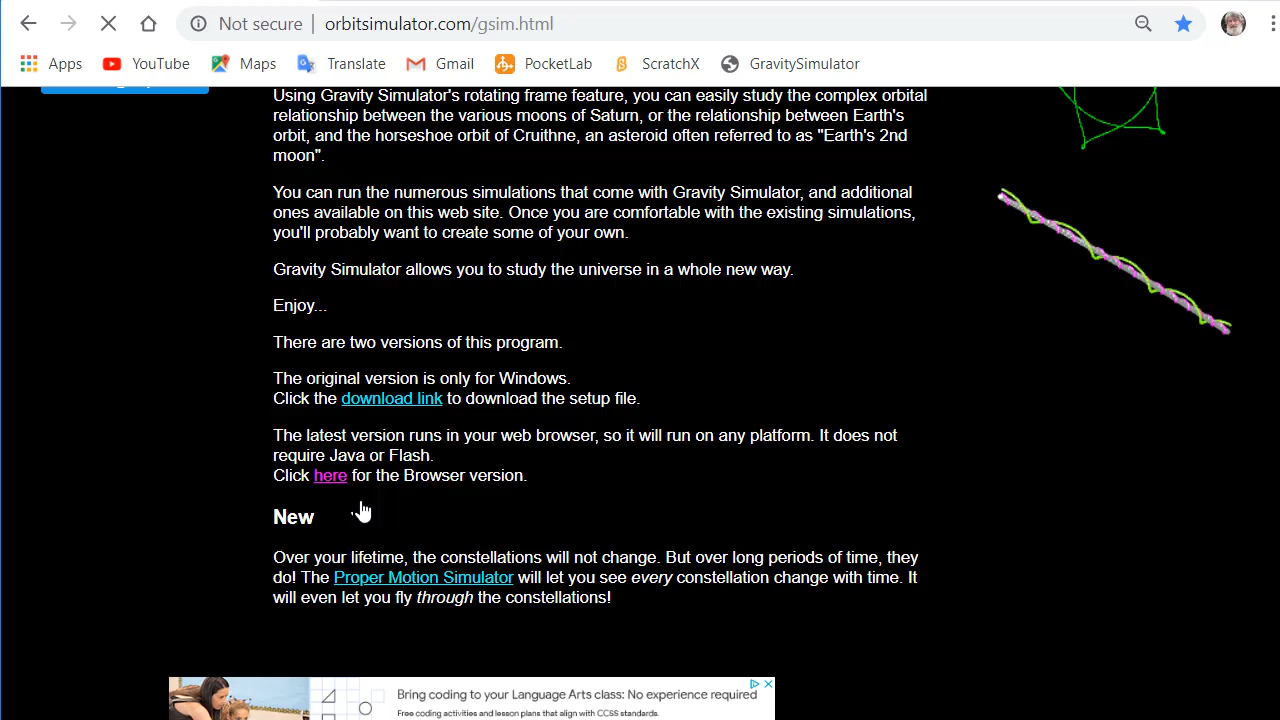 Not secure | orbitsimulator.com/gsim.html
Apps YouTube Maps Translate Gmail PocketLab ScratchX GravitySimulator
Using Gravity Simulator's rotating frame feature, you can easily study the complex orbital
relationship between the various moons of Saturn, or the relationship between Earth's
orbit, and the horseshoe orbit of Cruithne, an asteroid often referred to as "Earth's 2nd
moon".
You can run the numerous simulations that come with Gravity Simulator, and additional
ones available on this web site. Once you are comfortable with the existing simulations,
you'll probably want to create some of your own.
Gravity Simulator allows you to study the universe in a whole new way.
Enjoy...
There are two versions of this program.
The original version is only for Windows.
Click the download link to download the setup file.
The latest version runs in your web browser, so it will run on any platform. It does not
require Java or Flash.
Click here for the Browser version.
New
Over your lifetime, the constellations will not change. But over long periods of time, they
do! The Proper Motion Simulator will let you see every constellation change with time. It
will even let you fly through the constellations!
Bring coding to your Language Arts class: No experience required
Free coding activities and lesson plans that align with CCSS standards.